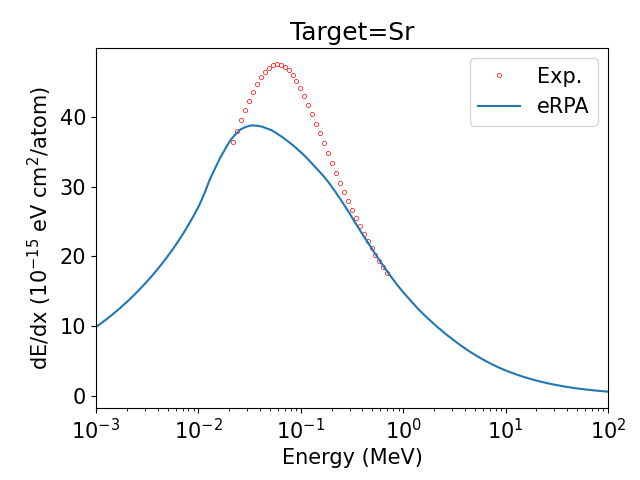 Target=Sr
Exp.
eRPA
dE/dx (10⁻¹⁵ eV cm²/atom)
40
30
20
10
0
10⁻³ 10⁻² 10⁻¹ 10⁰ 10¹ 10²
Energy (MeV)